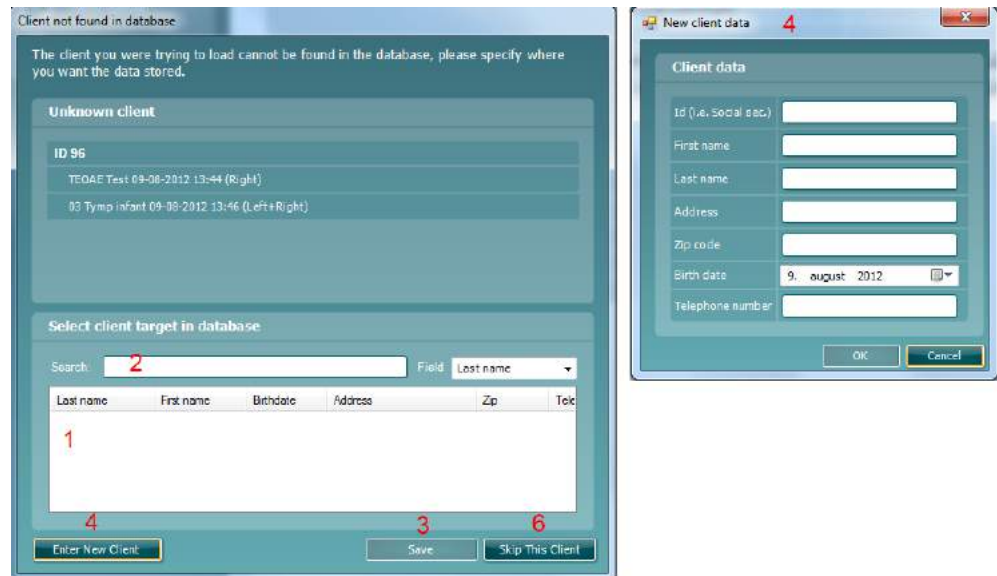 Client not found in database
The client you were trying to load cannot be found in the database, please specify where
you want the data stored.
Unknown client
ID 96
TEOAE Test 09-08-2012 13:44 (Right)
03 Tymp infant 09-08-2012 13:46 (Left+Right)
Select client target in database
Search: 2 Field Last name
Last name First name Birthdate Address Zip Tele
1
4 3 6
Enter New Client Save Skip This Client
New client data 4
Client data
Id (i.e. Social sec.)
First name
Last name
Address
Zip code
Birth date 9. august 2012
Telephone number
OK Cancel